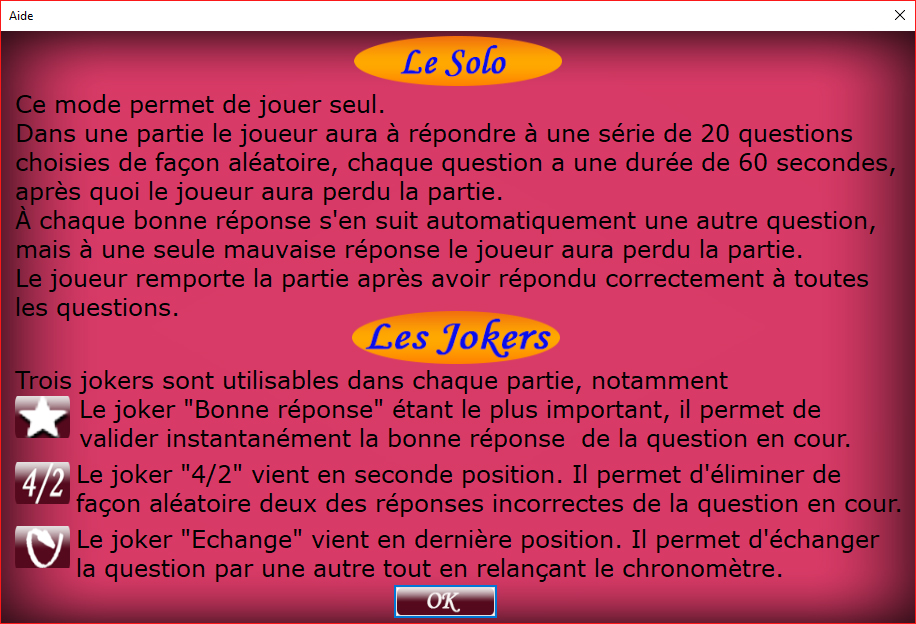 Aide
Le Solo
Ce mode permet de jouer seul.
Dans une partie le joueur aura à répondre à une série de 20 questions
choisies de façon aléatoire, chaque question a une durée de 60 secondes,
après quoi le joueur aura perdu la partie.
À chaque bonne réponse s'en suit automatiquement une autre question,
mais à une seule mauvaise réponse le joueur aura perdu la partie.
Le joueur remporte la partie après avoir répondu correctement à toutes
les questions.
Les Jokers
Trois jokers sont utilisables dans chaque partie, notamment
Le joker "Bonne réponse" étant le plus important, il permet de
valider instantanément la bonne réponse  de la question en cour.
4/2
Le joker "4/2" vient en seconde position. Il permet d'éliminer de
façon aléatoire deux des réponses incorrectes de la question en cour.
Le joker "Echange" vient en dernière position. Il permet d'échanger
la question par une autre tout en relançant le chronomètre.
OK